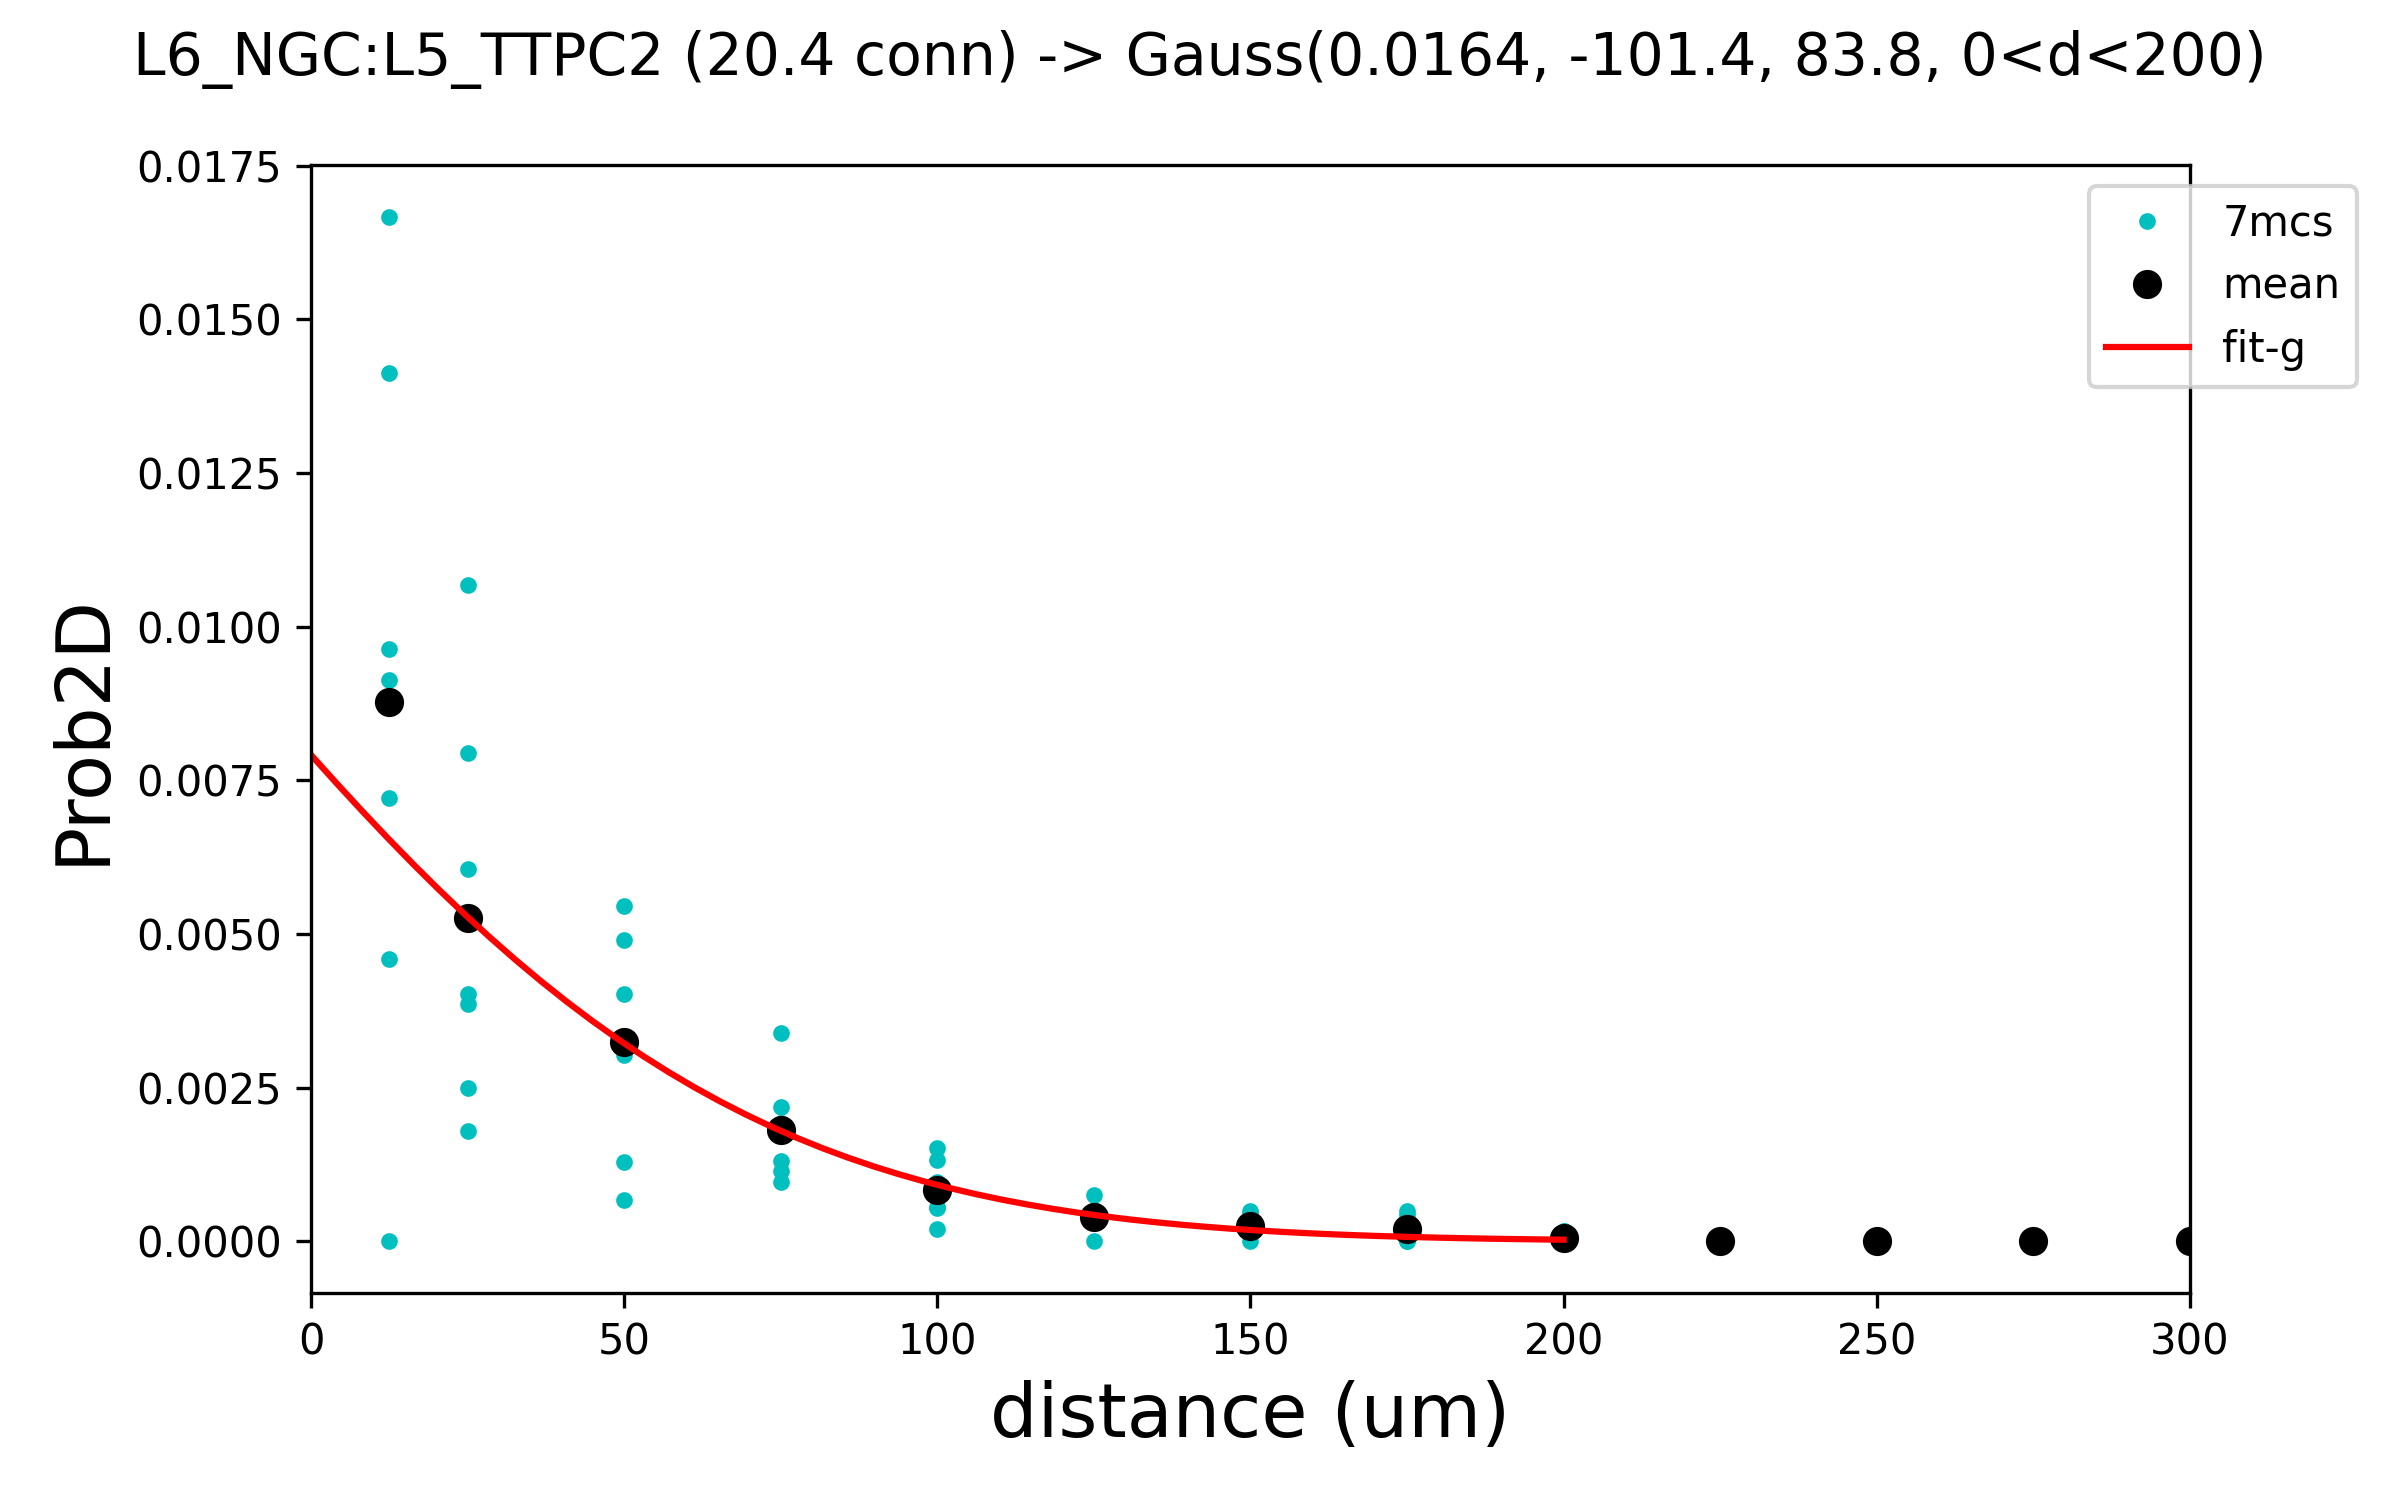 L6_NGC:L5_TTPC2 (20.4 conn) -> Gauss(0.0164, -101.4, 83.8, 0<d<200)
0.0175
0.0150
0.0125
0.0100
0.0075
0.0050
0.0025
0.0000
Prob2D
7mcs
mean
fit-g
0 50 100 150 200 250 300
distance (um)